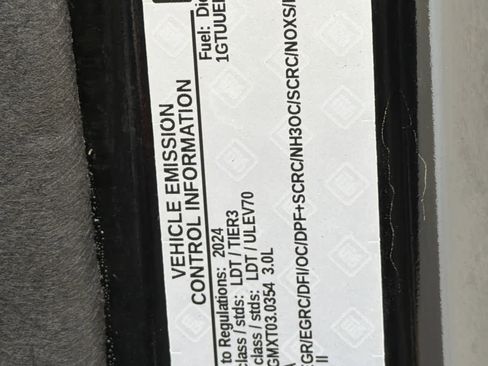 VEHICLE EMISSION
CONTROL INFORMATION
Fuel:
1GTUUE
to Regulations: 2024
class / stds: LDT / TIER3
class / stds: LDT / ULEV70
GMXT03.0354 3.0L
EGR/EGRC/DFI/OC/DPF+SCRC/NH3OC/SCRC/NOXS/
II